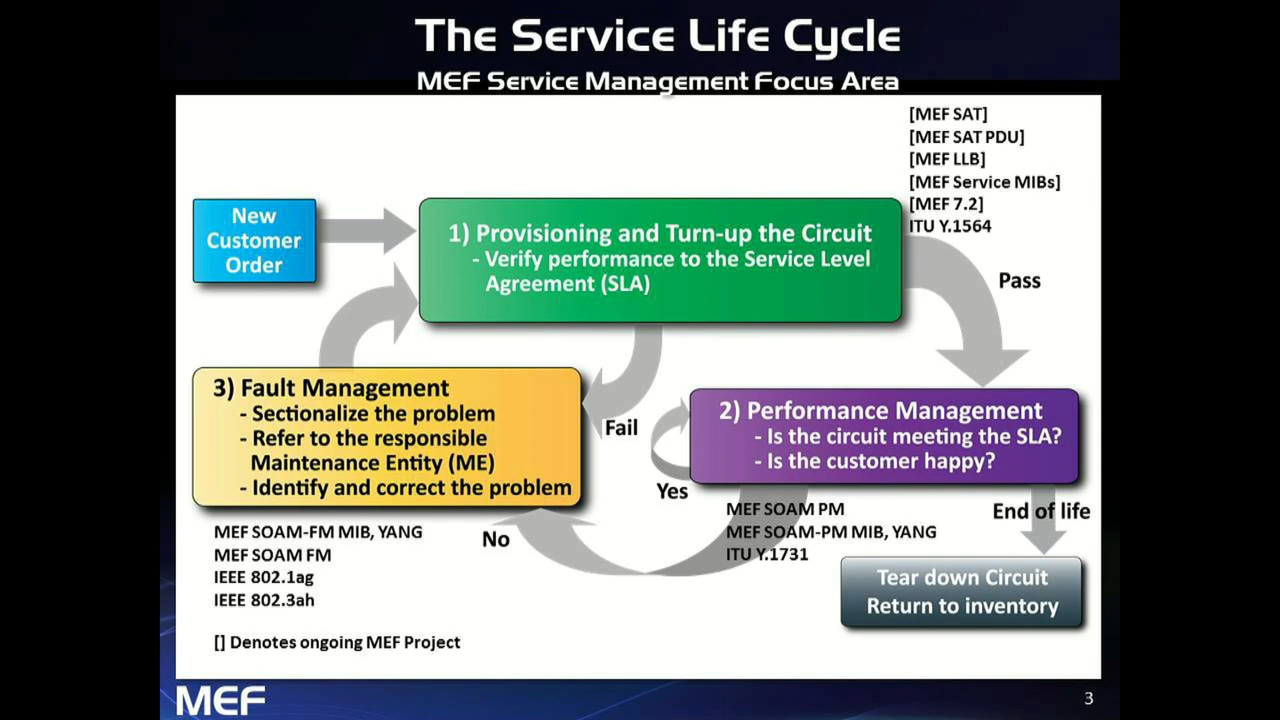 The Service Life Cycle
MEF Service Management Focus Area
[MEF SAT]
[MEF SAT PDU]
[MEF LLB]
[MEF Service MIBs]
[MEF 7.2]
ITU Y.1564
New
Customer
Order
1) Provisioning and Turn-up the Circuit
- Verify performance to the Service Level
Agreement (SLA)
Pass
3) Fault Management
- Sectionalize the problem
- Refer to the responsible
Maintenance Entity (ME)
- Identify and correct the problem
Fail
2) Performance Management
- Is the circuit meeting the SLA?
- Is the customer happy?
Yes
No
MEF SOAM PM
MEF SOAM-PM MIB, YANG
ITU Y.1731
End of life
MEF SOAM-FM MIB, YANG
MEF SOAM FM
IEEE 802.1ag
IEEE 802.3ah
Tear down Circuit
Return to inventory
[] Denotes ongoing MEF Project
MEF
3